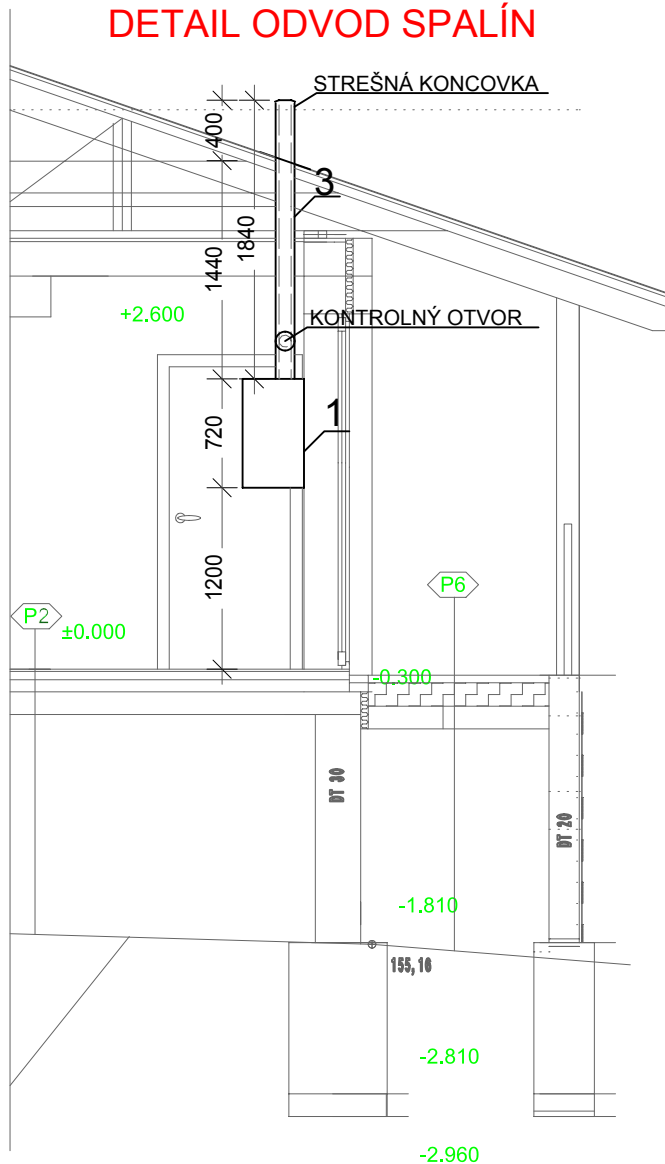 DETAIL ODVOD SPALÍN
STREŠNÁ KONCOVKA
400
3
1840
1440
+2.600
KONTROLNÝ OTVOR
1
720
1200
P6
P2
±0.000
-0.300
DT 30
DT 20
-1.810
155,16
-2.810
-2.960